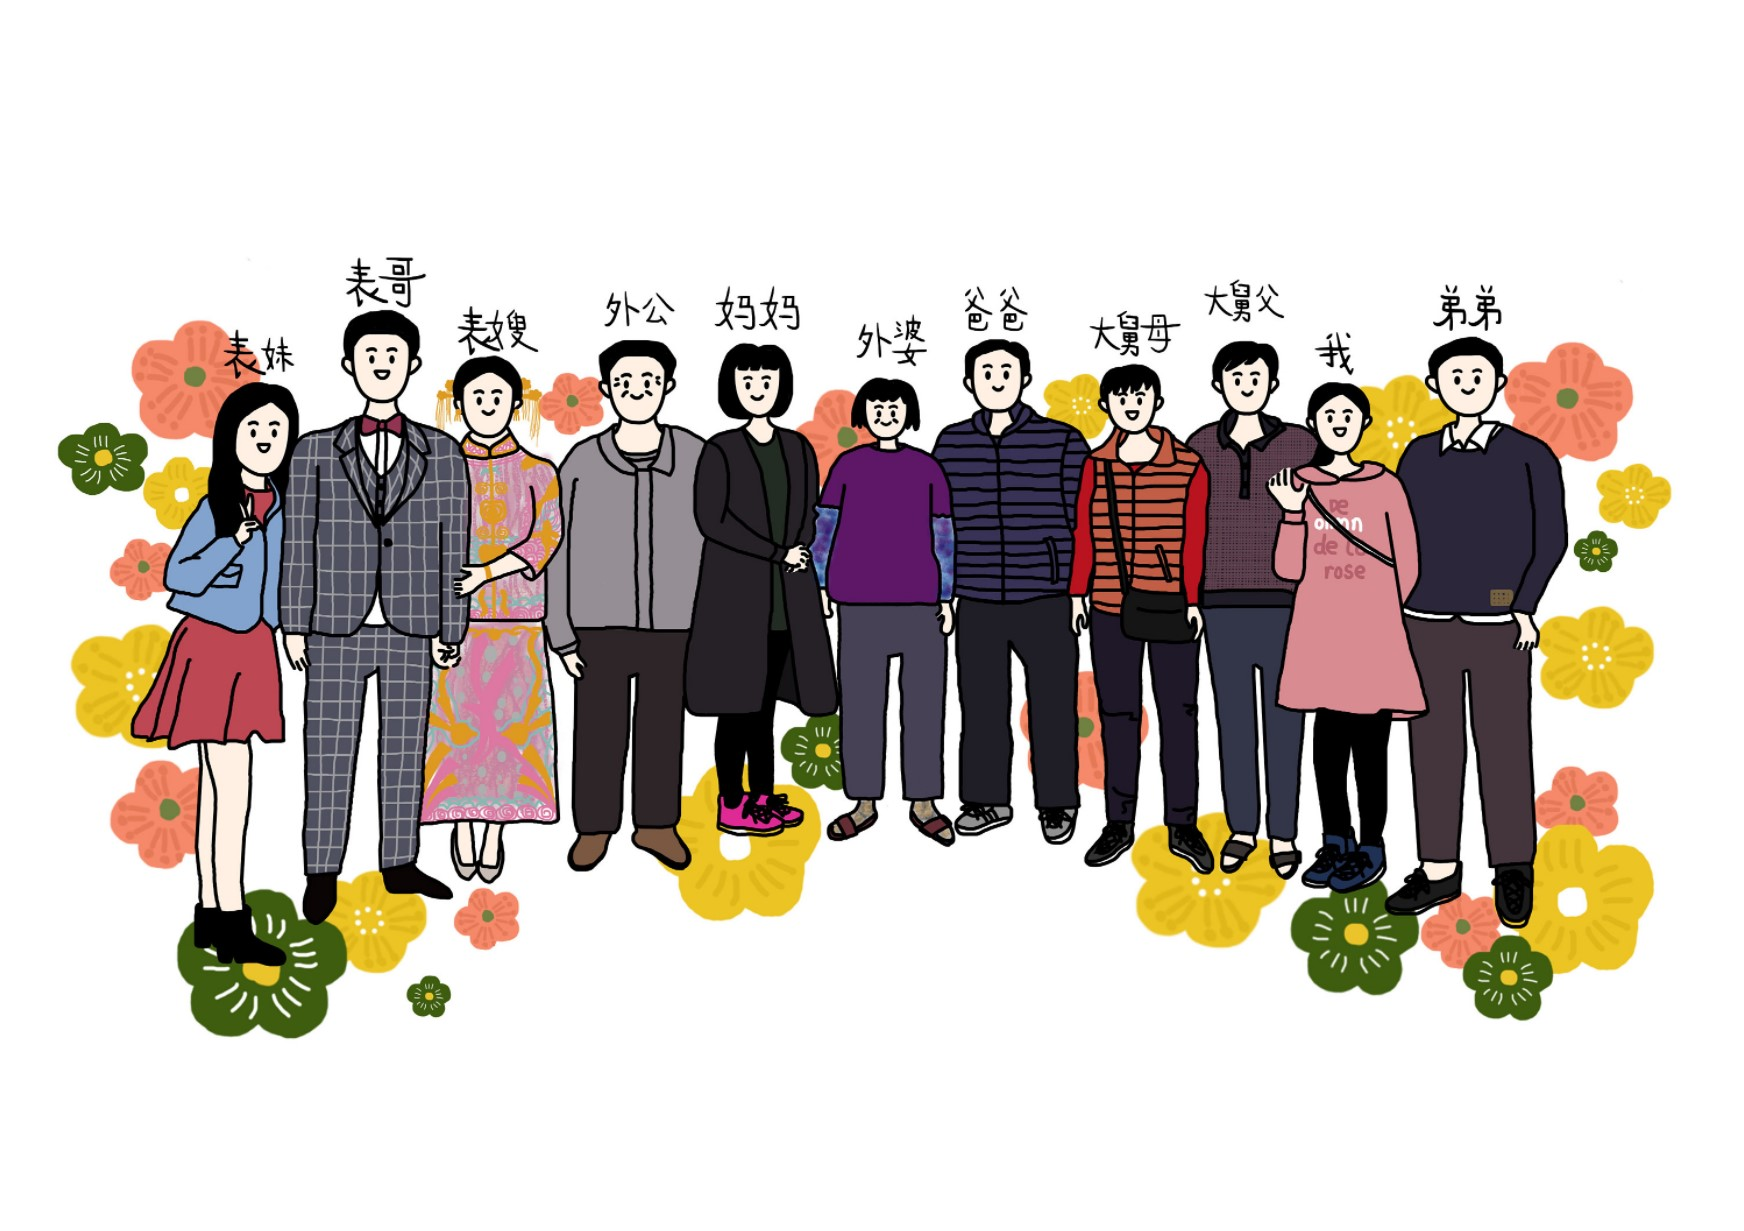 表妹
表哥
表嫂
外公
妈妈
外婆
爸爸
大舅母
大舅父
我
弟弟
de
rose